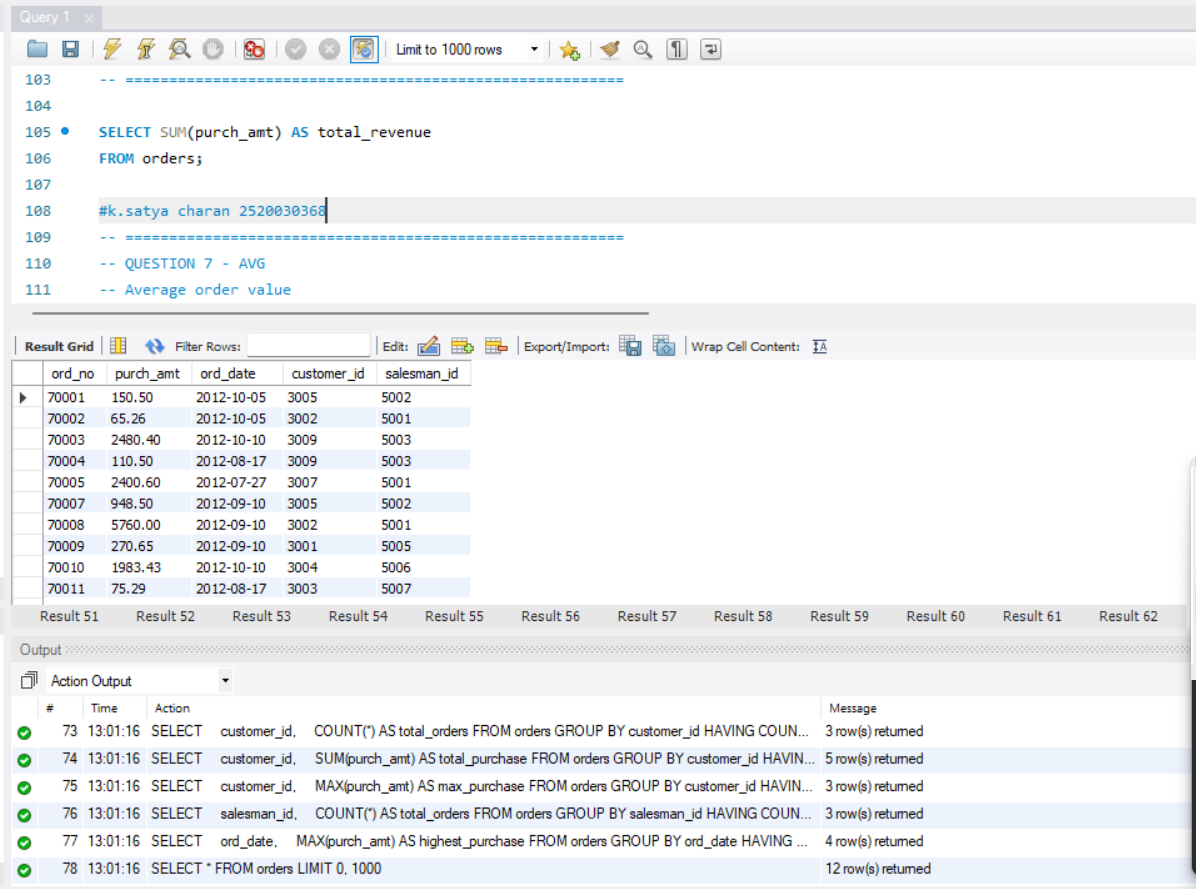 Query 1
Limit to 1000 rows
103 -- =========================================================
104
105 SELECT SUM(purch_amt) AS total_revenue
106 FROM orders;
107
108 #k.satya charan 2520030368
109 -- =========================================================
110 -- QUESTION 7 - AVG
111 -- Average order value
Result Grid Filter Rows: Edit: Export/Import: Wrap Cell Content:
ord_no purch_amt ord_date customer_id salesman_id
70001 150.50 2012-10-05 3005 5002
70002 65.26 2012-10-05 3002 5001
70003 2480.40 2012-10-10 3009 5003
70004 110.50 2012-08-17 3009 5003
70005 2400.60 2012-07-27 3007 5001
70007 948.50 2012-09-10 3005 5002
70008 5760.00 2012-09-10 3002 5001
70009 270.65 2012-09-10 3001 5005
70010 1983.43 2012-10-10 3004 5006
70011 75.29 2012-08-17 3003 5007
Result 51 Result 52 Result 53 Result 54 Result 55 Result 56 Result 57 Result 58 Result 59 Result 60 Result 61 Result 62
Output
Action Output
# Time Action Message
73 13:01:16 SELECT customer_id, COUNT(*) AS total_orders FROM orders GROUP BY customer_id HAVING COUN... 3 row(s) returned
74 13:01:16 SELECT customer_id, SUM(purch_amt) AS total_purchase FROM orders GROUP BY customer_id HAVIN... 5 row(s) returned
75 13:01:16 SELECT customer_id, MAX(purch_amt) AS max_purchase FROM orders GROUP BY customer_id HAVIN... 3 row(s) returned
76 13:01:16 SELECT salesman_id, COUNT(*) AS total_orders FROM orders GROUP BY salesman_id HAVING COUN... 3 row(s) returned
77 13:01:16 SELECT ord_date, MAX(purch_amt) AS highest_purchase FROM orders GROUP BY ord_date HAVING ... 4 row(s) returned
78 13:01:16 SELECT * FROM orders LIMIT 0, 1000 12 row(s) returned